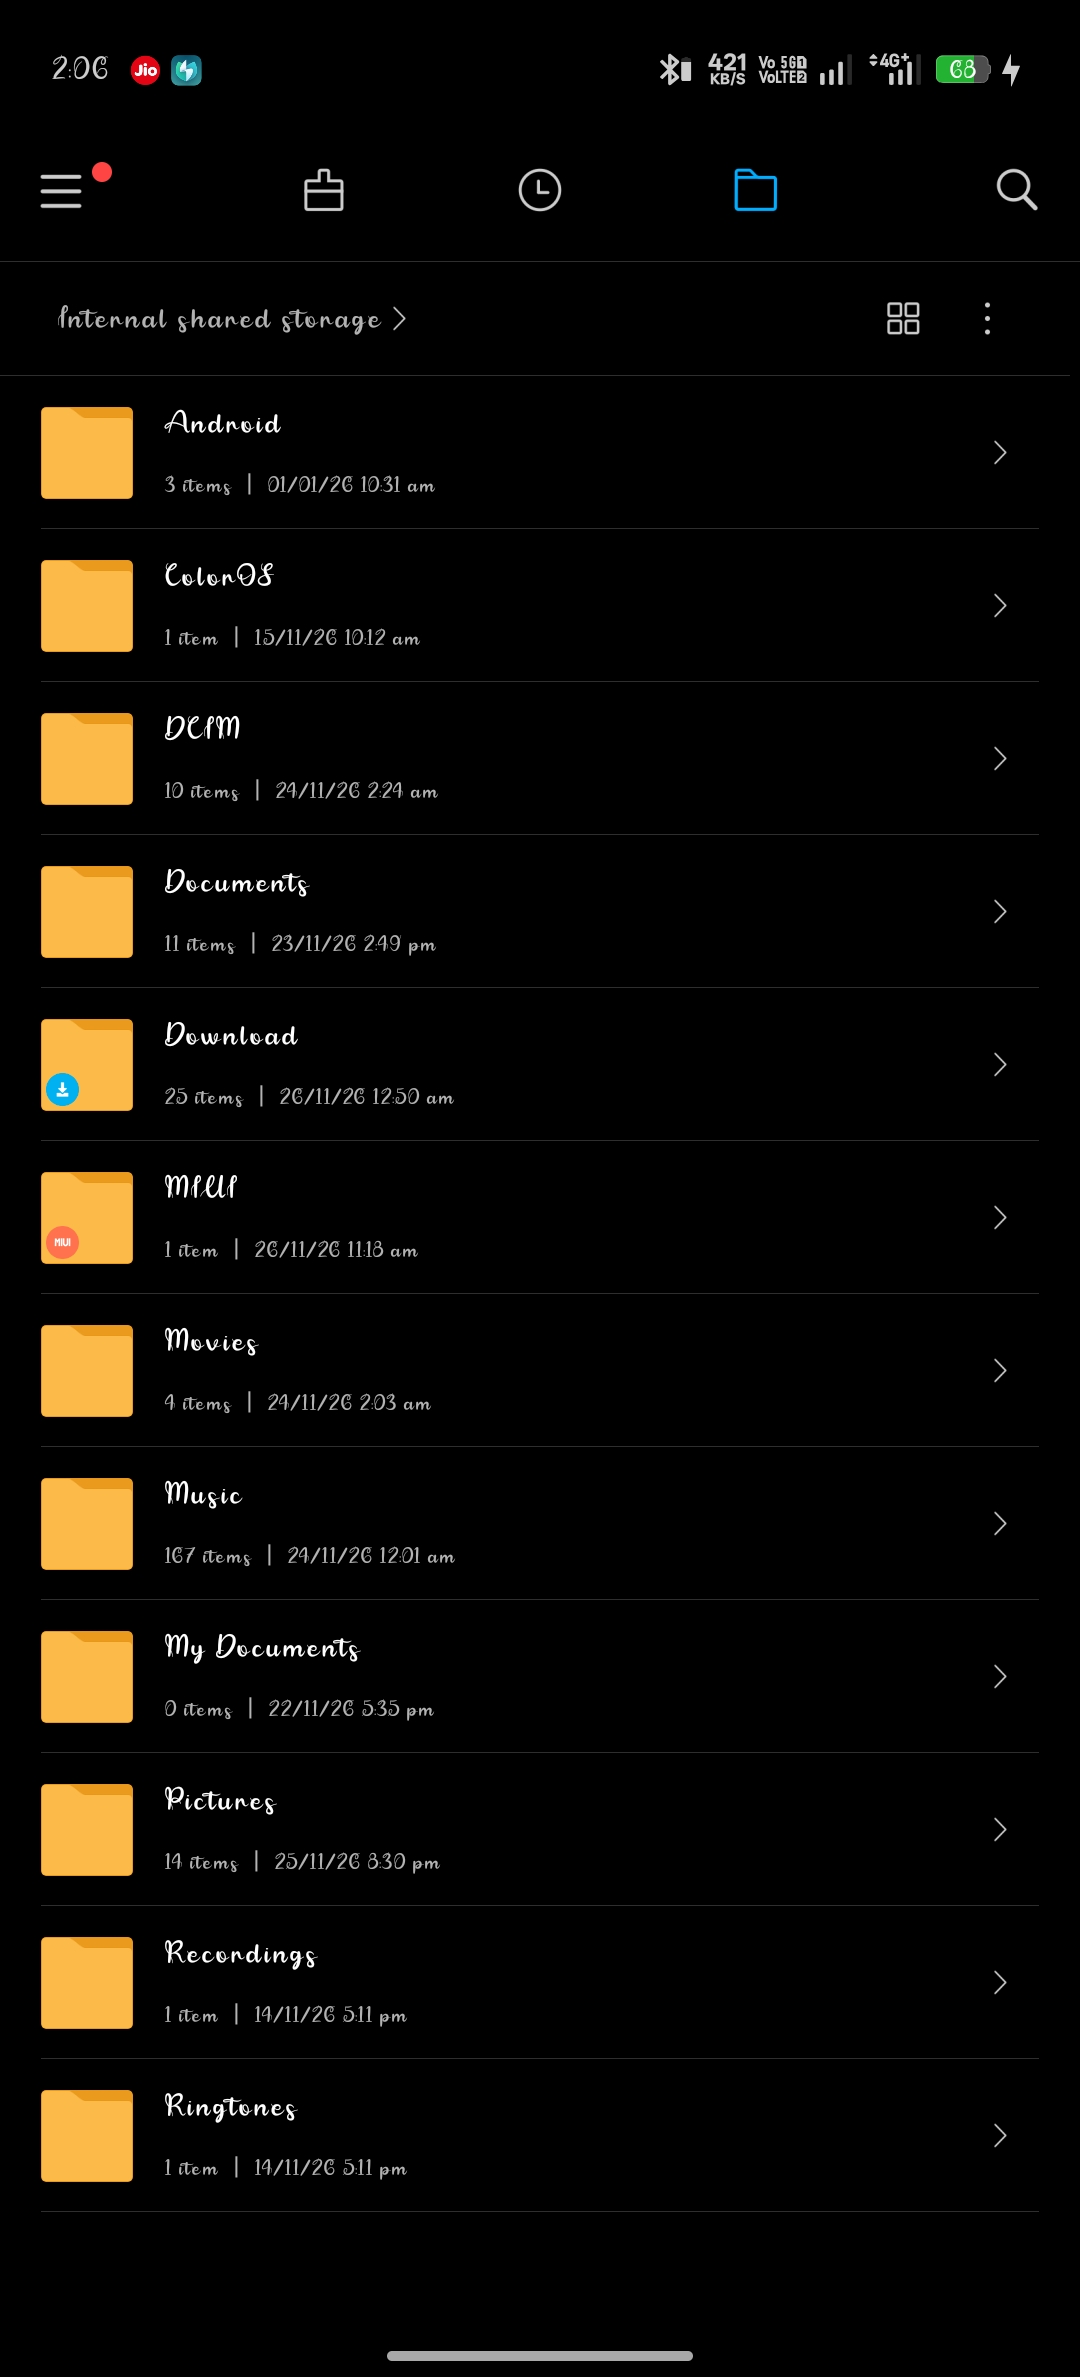 2:06 Jio 421 KB/S Vo 5G 1 VoLTE 2 4G+ 68
Internal shared storage
Android
3 items | 01/01/26 10:31 am
ColorOS
1 item | 15/11/26 10:12 am
DCIM
10 items | 24/11/26 2:24 am
Documents
11 items | 23/11/26 2:49 pm
Download
25 items | 26/11/26 12:50 am
MIUI
MIUI
1 item | 26/11/26 11:18 am
Movies
4 items | 24/11/26 2:03 am
Music
167 items | 24/11/26 12:01 am
My Documents
0 items | 22/11/26 5:35 pm
Pictures
14 items | 25/11/26 8:30 pm
Recordings
1 item | 14/11/26 5:11 pm
Ringtones
1 item | 14/11/26 5:11 pm